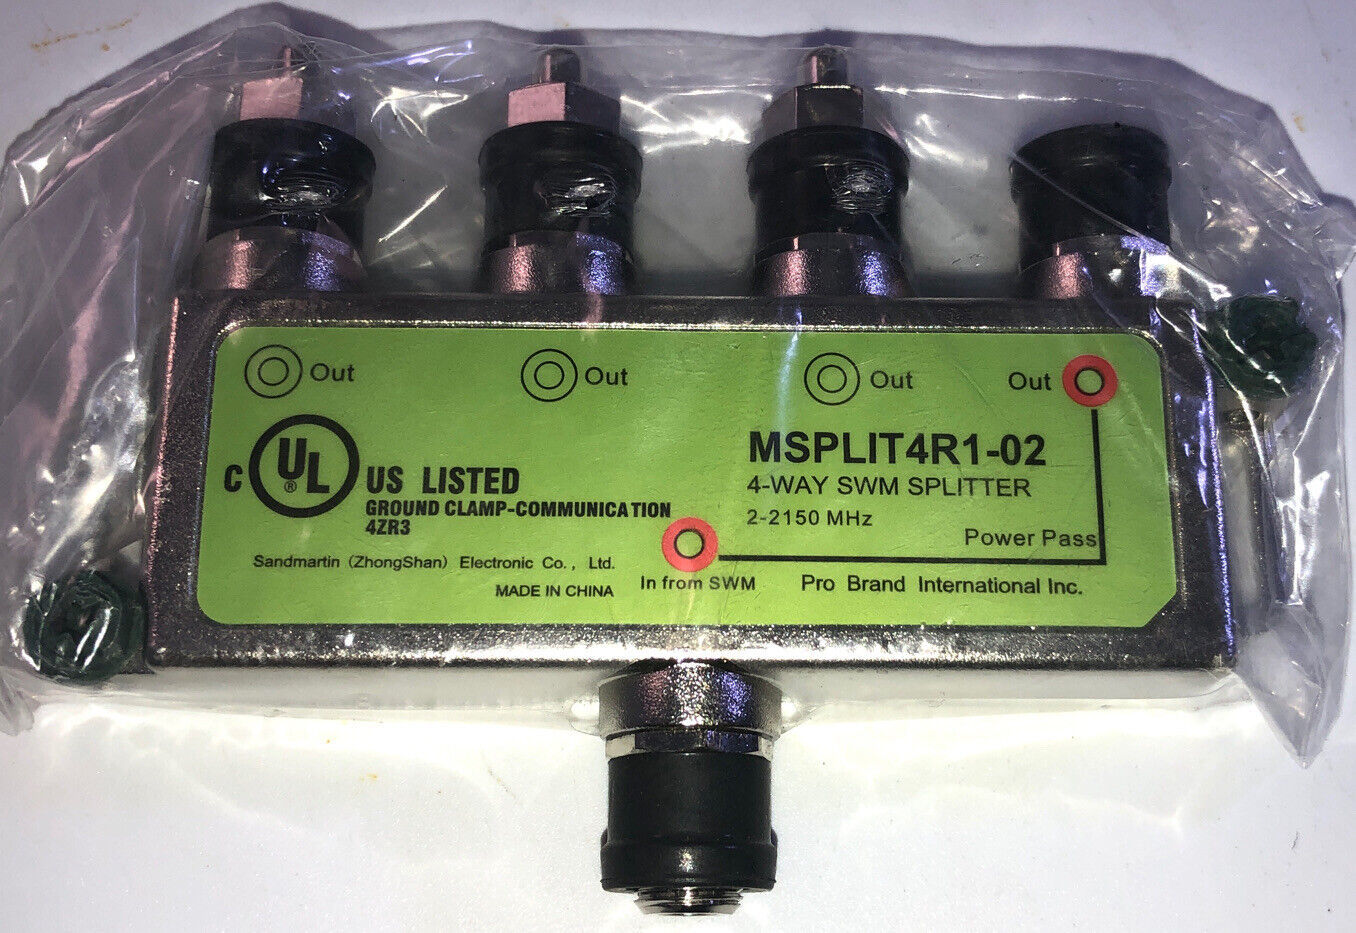 Out
Out
Out
Out
C UL ® US LISTED
GROUND CLAMP-COMMUNICATION
4ZR3
Sandmartin (ZhongShan) Electronic Co., Ltd.
MADE IN CHINA
MSPLIT4R1-02
4-WAY SWM SPLITTER
2-2150 MHz
Power Pass
In from SWM
Pro Brand International Inc.